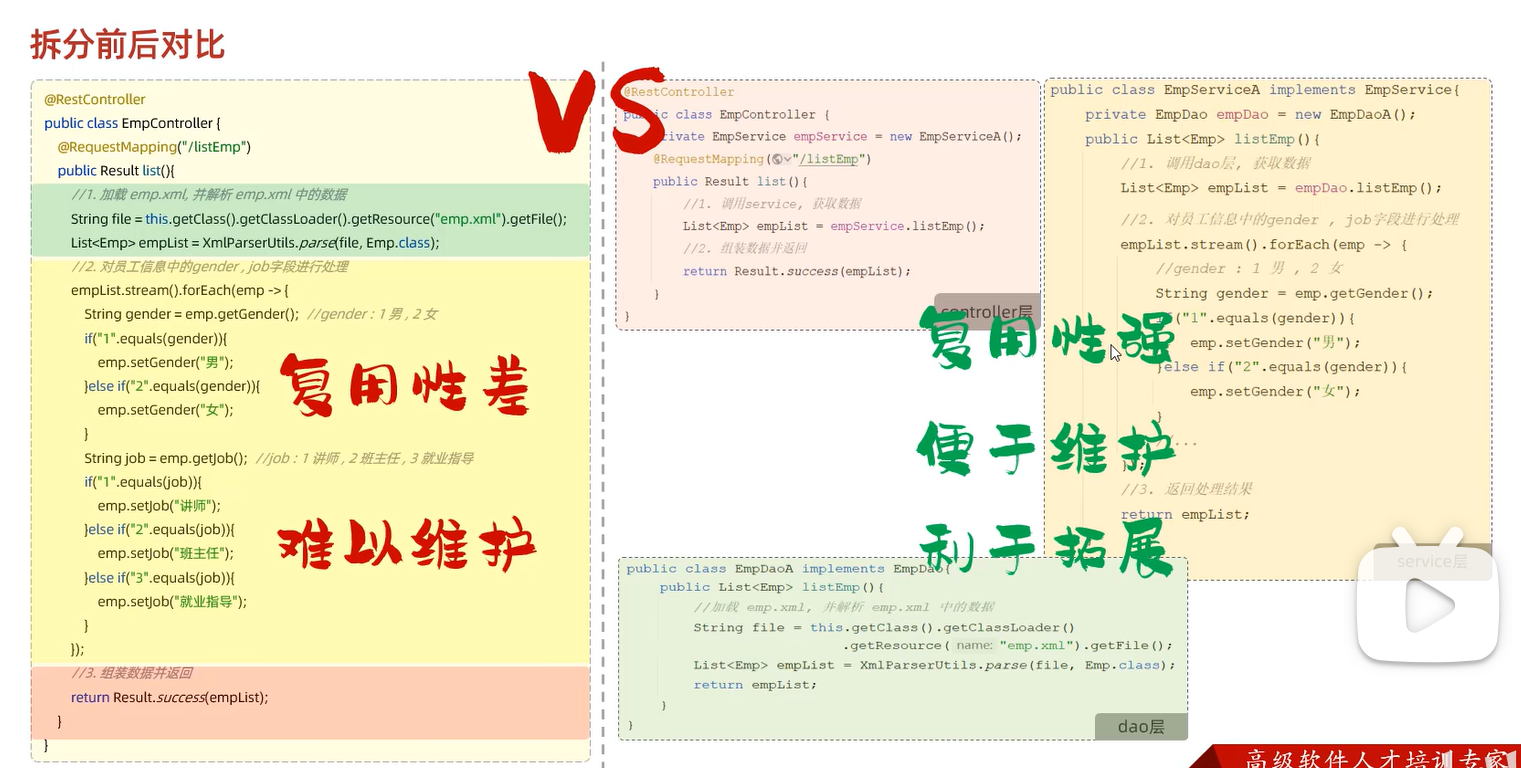 拆分前后对比
@RestController
public class EmpController {
@RequestMapping("/listEmp")
public Result list(){
//1. 加载 emp.xml, 并解析 emp.xml 中的数据
String file = this.getClass().getClassLoader().getResource("emp.xml").getFile();
List<Emp> empList = XmlParserUtils.parse(file, Emp.class);
//2. 对员工信息中的gender , job字段进行处理
empList.stream().forEach(emp -> {
String gender = emp.getGender(); //gender : 1 男 , 2 女
if("1".equals(gender)){
emp.setGender("男");
}else if("2".equals(gender)){
emp.setGender("女");
}
String job = emp.getJob(); //job : 1 讲师 , 2 班主任 , 3 就业指导
if("1".equals(job)){
emp.setJob("讲师");
}else if("2".equals(job)){
emp.setJob("班主任");
}else if("3".equals(job)){
emp.setJob("就业指导");
}
});
//3. 组装数据并返回
return Result.success(empList);
}
}
复用性差
难以维护
VS
@RestController
public class EmpController {
private EmpService empService = new EmpServiceA();
@RequestMapping("/listEmp")
public Result list(){
//1. 调用service, 获取数据
List<Emp> empList = empService.listEmp();
//2. 组装数据并返回
return Result.success(empList);
}
}
controller层
public class EmpServiceA implements EmpService{
private EmpDao empDao = new EmpDaoA();
public List<Emp> listEmp(){
//1. 调用dao层, 获取数据
List<Emp> empList = empDao.listEmp();
//2. 对员工信息中的gender , job字段进行处理
empList.stream().forEach(emp -> {
//gender : 1 男 , 2 女
String gender = emp.getGender();
if("1".equals(gender)){
emp.setGender("男");
}else if("2".equals(gender)){
emp.setGender("女");
}
//...
});
//3. 返回处理结果
return empList;
service层
复用性强
便于维护
利于拓展
public class EmpDaoA implements EmpDao{
public List<Emp> listEmp(){
//加载 emp.xml, 并解析 emp.xml 中的数据
String file = this.getClass().getClassLoader()
.getResource( name: "emp.xml").getFile();
List<Emp> empList = XmlParserUtils.parse(file, Emp.class);
return empList;
}
}
dao层
高级软件人才培训专家